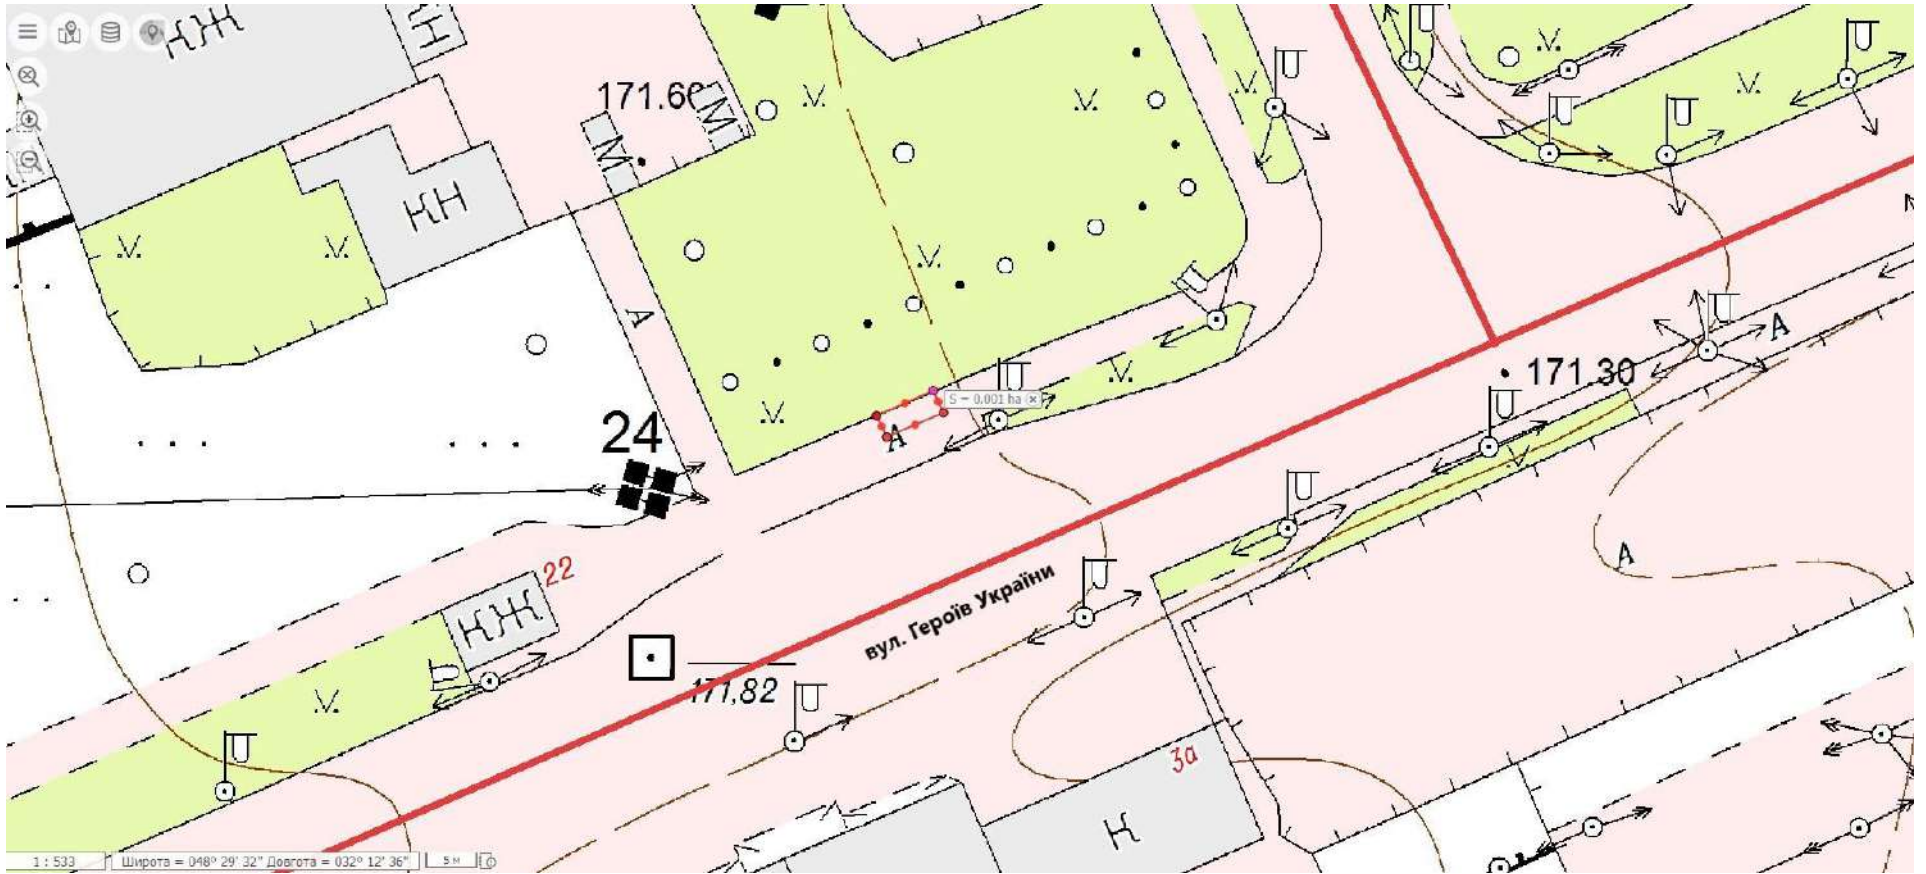 КЖ
КН
171.60
М
М
КН
А
S = 0.001 ha
А
А
171.30
24
А
22
КЖ
вул. Героїв України
171,82
3а
К
1 : 533
Широта = 048° 29' 32" Довгота = 032° 12' 36"
5 м